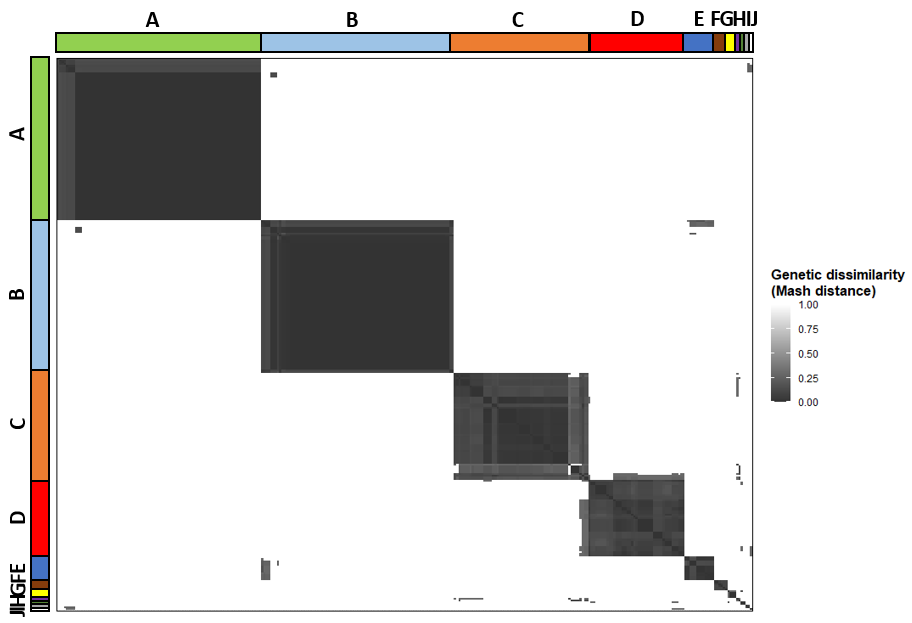 A B C D E F G H I J
A
B
C
D
E
F
G
H
I
J
Genetic dissimilarity
(Mash distance)
1.00
0.75
0.50
0.25
0.00